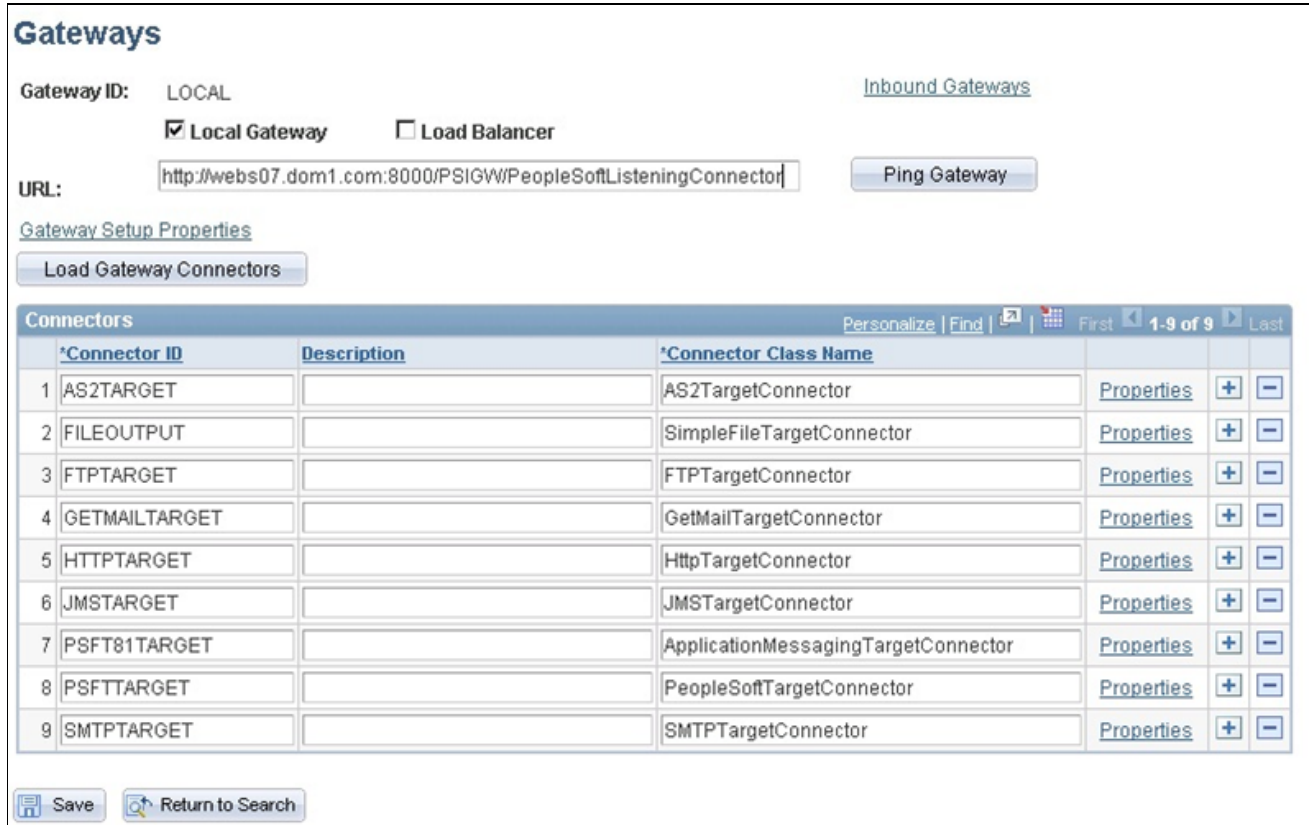 Gateways
Gateway ID: LOCAL Inbound Gateways
Local Gateway Load Balancer
URL: http://webs07.dom1.com:8000/PSIGW/PeopleSoftListeningConnector Ping Gateway
Gateway Setup Properties
Load Gateway Connectors
Connectors Personalize | Find | | First 1-9 of 9 Last
*Connector ID Description *Connector Class Name
1 AS2TARGET AS2TargetConnector Properties
2 FILEOUTPUT SimpleFileTargetConnector Properties
3 FTPTARGET FTPTargetConnector Properties
4 GETMAILTARGET GetMailTargetConnector Properties
5 HTTPTARGET HttpTargetConnector Properties
6 JMSTARGET JMSTargetConnector Properties
7 PSFT81TARGET ApplicationMessagingTargetConnector Properties
8 PSFTTARGET PeopleSoftTargetConnector Properties
9 SMTPTARGET SMTPTargetConnector Properties
Save Return to Search